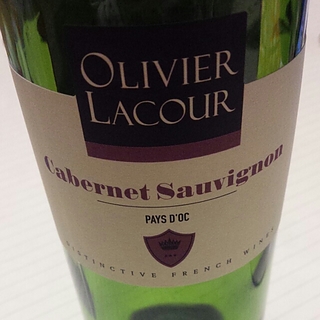 OLIVIER
LACOUR
Cabernet Sauvignon
PAYS D'OC
DISTINCTIVE FRENCH WINES